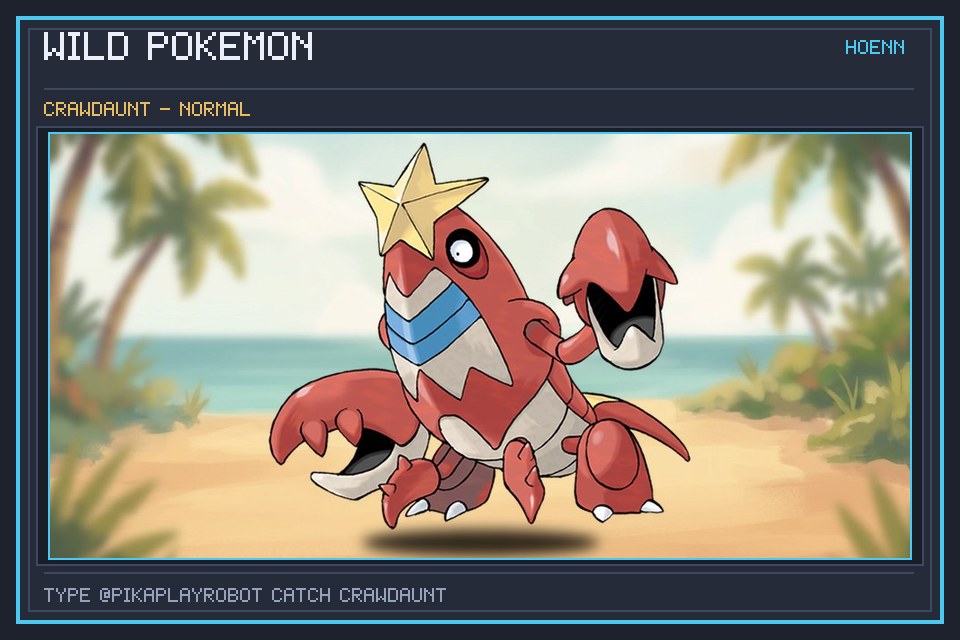 WILD POKEMON
HOENN
CRAWDAUNT - NORMAL
TYPE @PIKAPLAYROBOT CATCH CRAWDAUNT